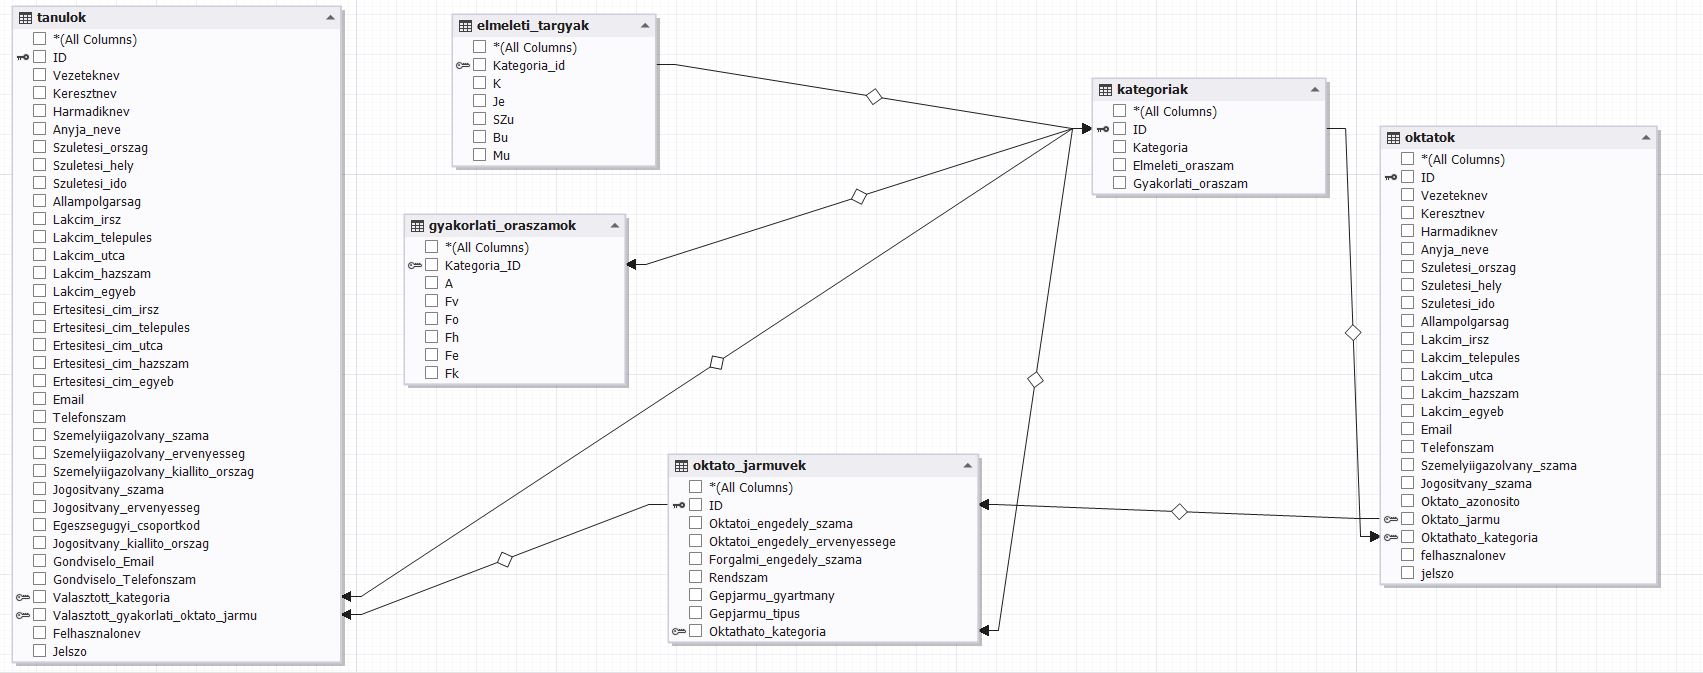 tanulok
*(All Columns)
ID
Vezeteknev
Keresztnev
Harmadiknev
Anyja_neve
Szuletesi_orszag
Szuletesi_hely
Szuletesi_ido
Allampolgarsag
Lakcim_irsz
Lakcim_telepules
Lakcim_utca
Lakcim_hazszam
Lakcim_egyeb
Ertesitesi_cim_irsz
Ertesitesi_cim_telepules
Ertesitesi_cim_utca
Ertesitesi_cim_hazszam
Ertesitesi_cim_egyeb
Email
Telefonszam
Szemelyiigazolvany_szama
Szemelyiigazolvany_ervenyesseg
Szemelyiigazolvany_kiallito_orszag
Jogositvany_szama
Jogositvany_ervenyesseg
Egeszsegugyi_csoportkod
Jogositvany_kiallito_orszag
Gondviselo_Email
Gondviselo_Telefonszam
Valasztott_kategoria
Valasztott_gyakorlati_oktato_jarmu
Felhasznalonev
Jelszo
elmeleti_targyak
*(All Columns)
Kategoria_id
K
Je
SZu
Bu
Mu
gyakorlati_oraszamok
*(All Columns)
Kategoria_ID
A
Fv
Fo
Fh
Fe
Fk
oktato_jarmuvek
*(All Columns)
ID
Oktatoi_engedely_szama
Oktatoi_engedely_ervenyessege
Forgalmi_engedely_szama
Rendszam
Gepjarmu_gyartmany
Gepjarmu_tipus
Oktathato_kategoria
kategoriak
*(All Columns)
ID
Kategoria
Elmeleti_oraszam
Gyakorlati_oraszam
oktatok
*(All Columns)
ID
Vezeteknev
Keresztnev
Harmadiknev
Anyja_neve
Szuletesi_orszag
Szuletesi_hely
Szuletesi_ido
Allampolgarsag
Lakcim_irsz
Lakcim_telepules
Lakcim_utca
Lakcim_hazszam
Lakcim_egyeb
Email
Telefonszam
Szemelyiigazolvany_szama
Jogositvany_szama
Oktato_azonosito
Oktato_jarmu
Oktathato_kategoria
felhasznalonev
jelszo